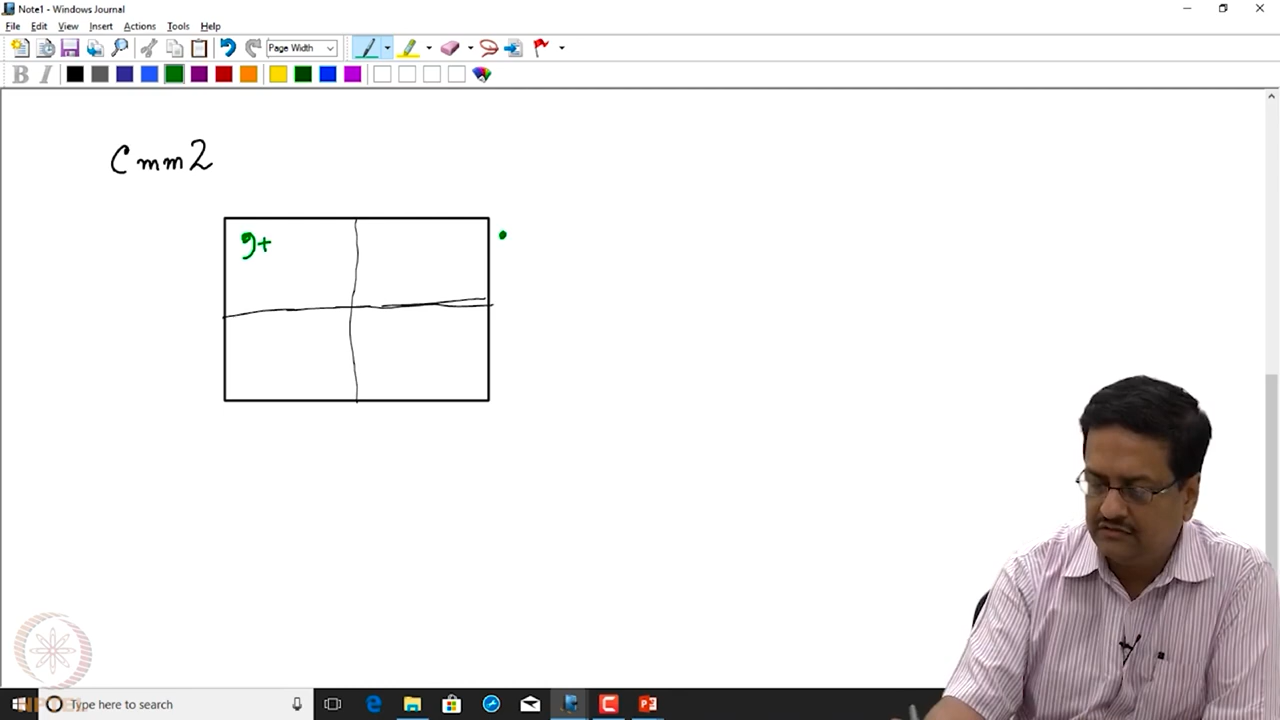 Note1 - Windows Journal
File Edit View Insert Actions Tools Help
Page Width
B I
Cmm2
9+
Type here to search